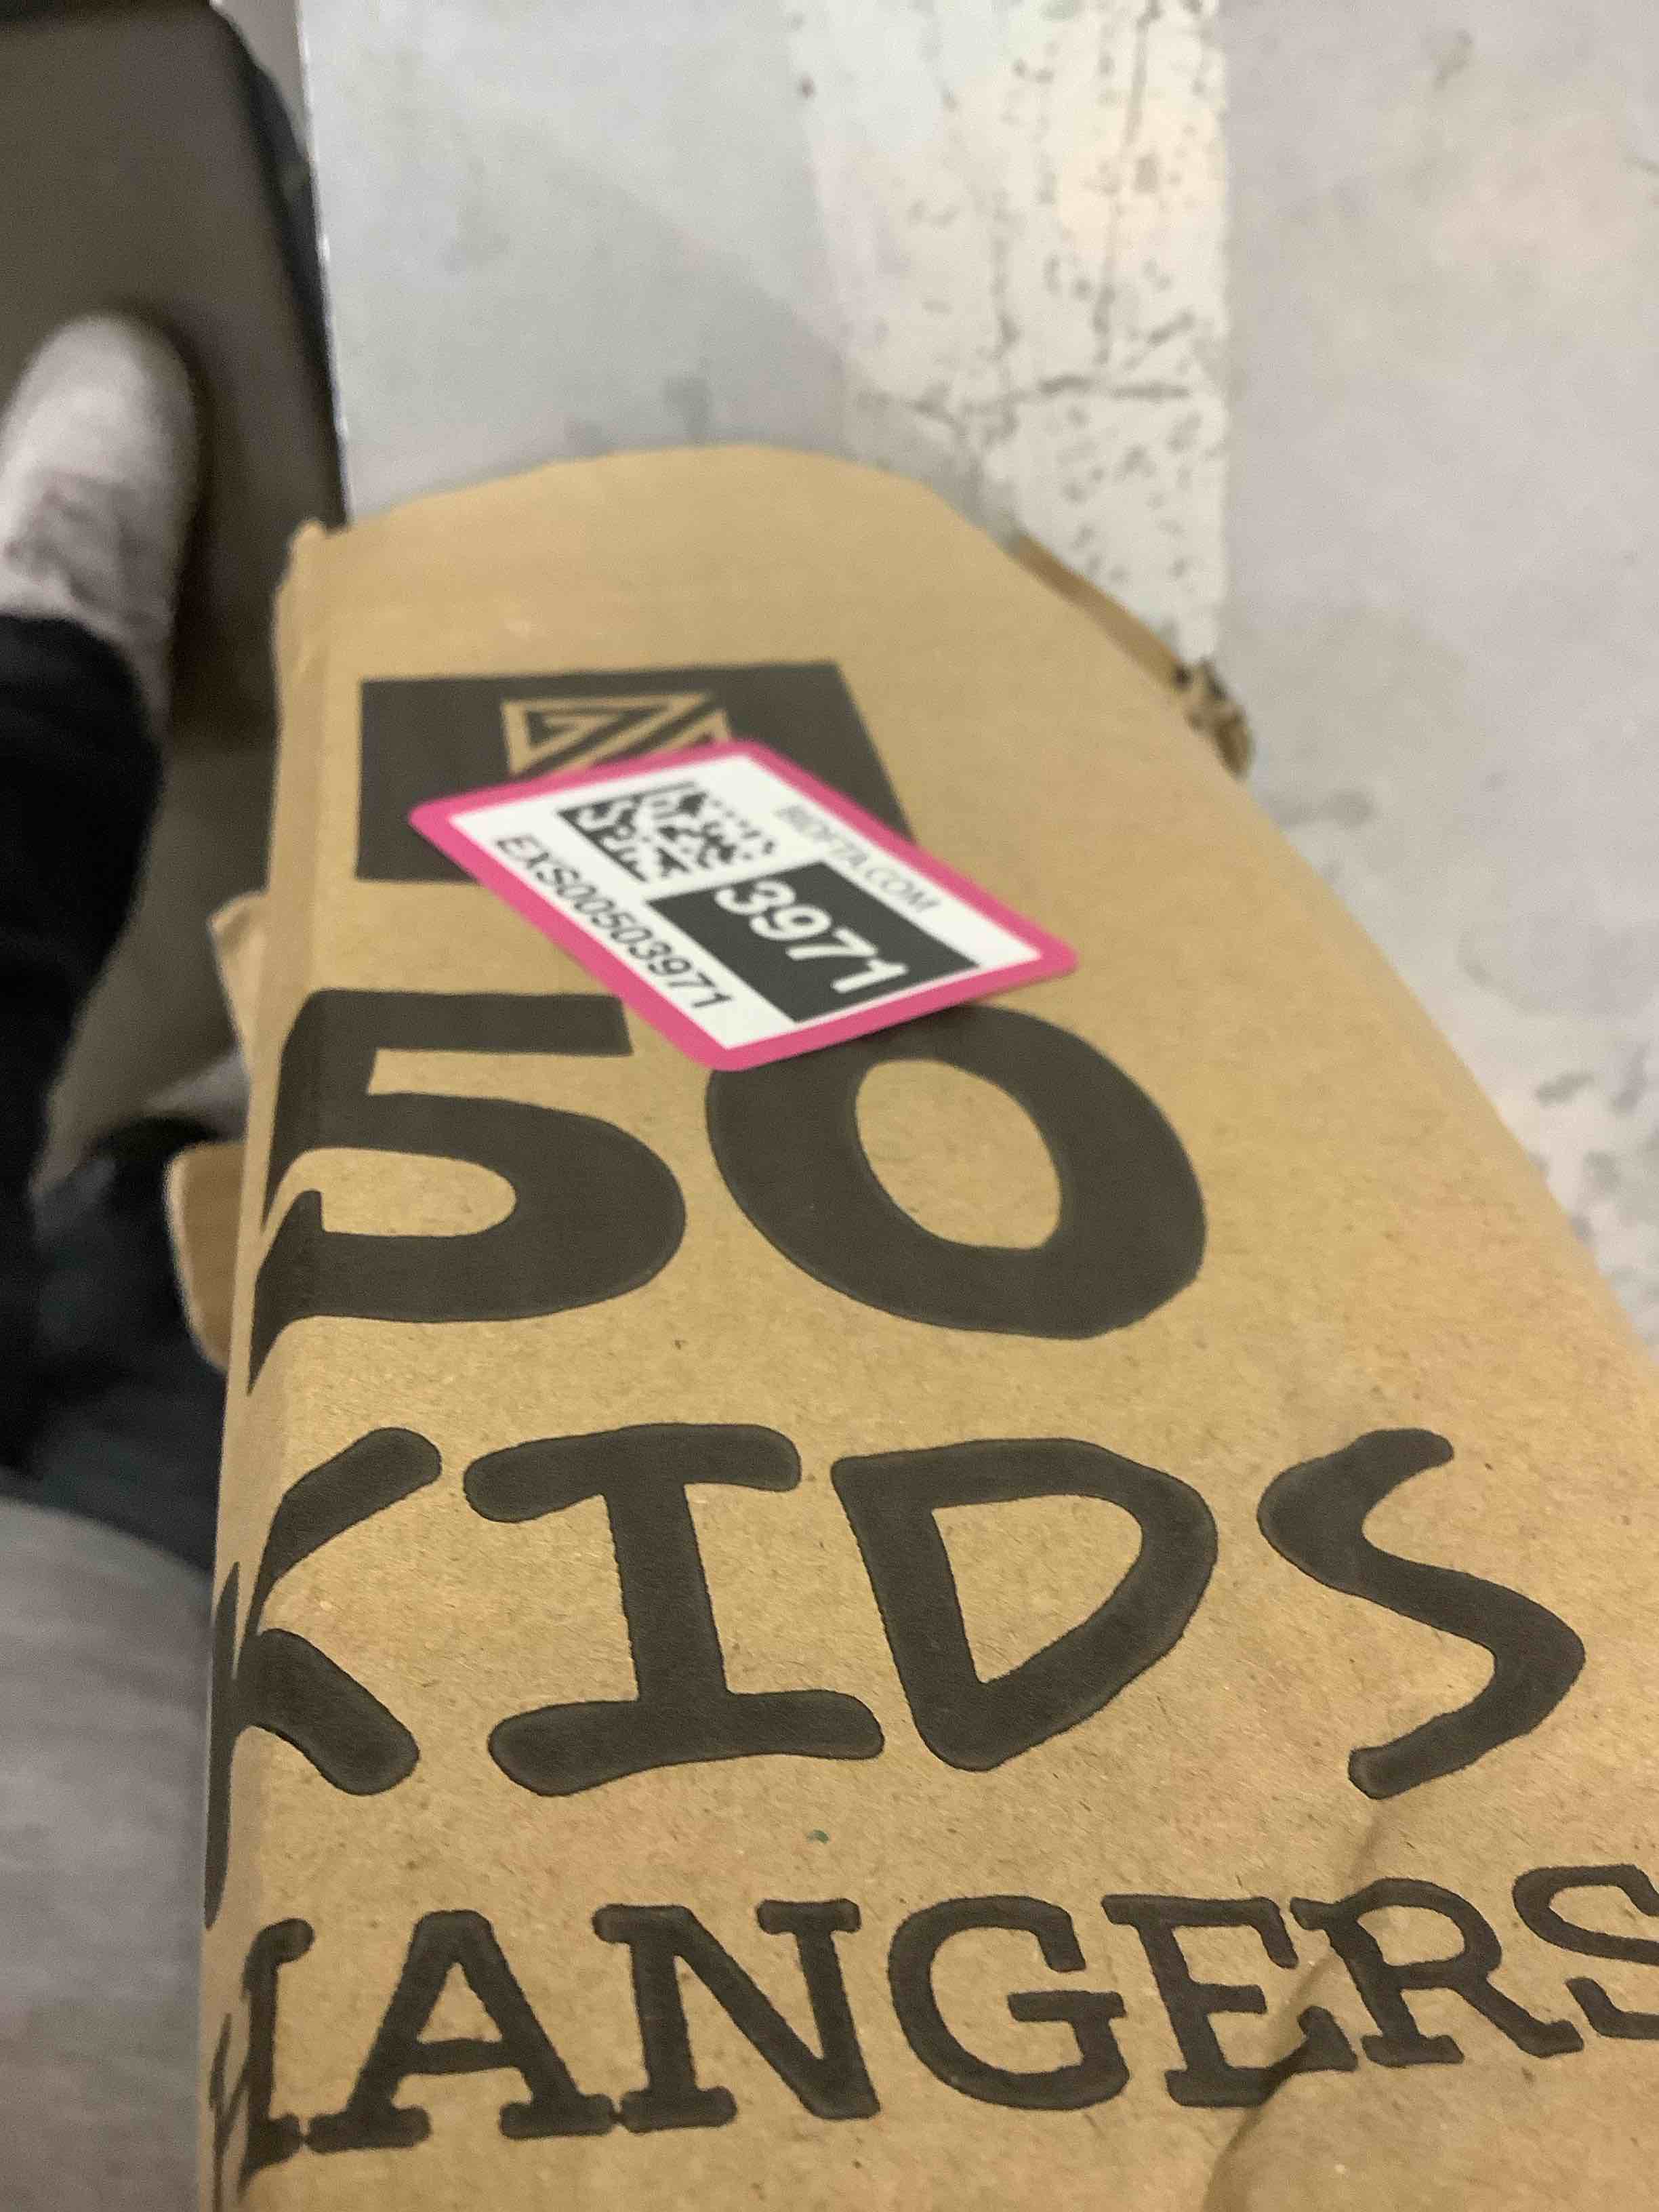 BIDFTA.COM
3971
EXS00503971
50
KIDS
HANGERS